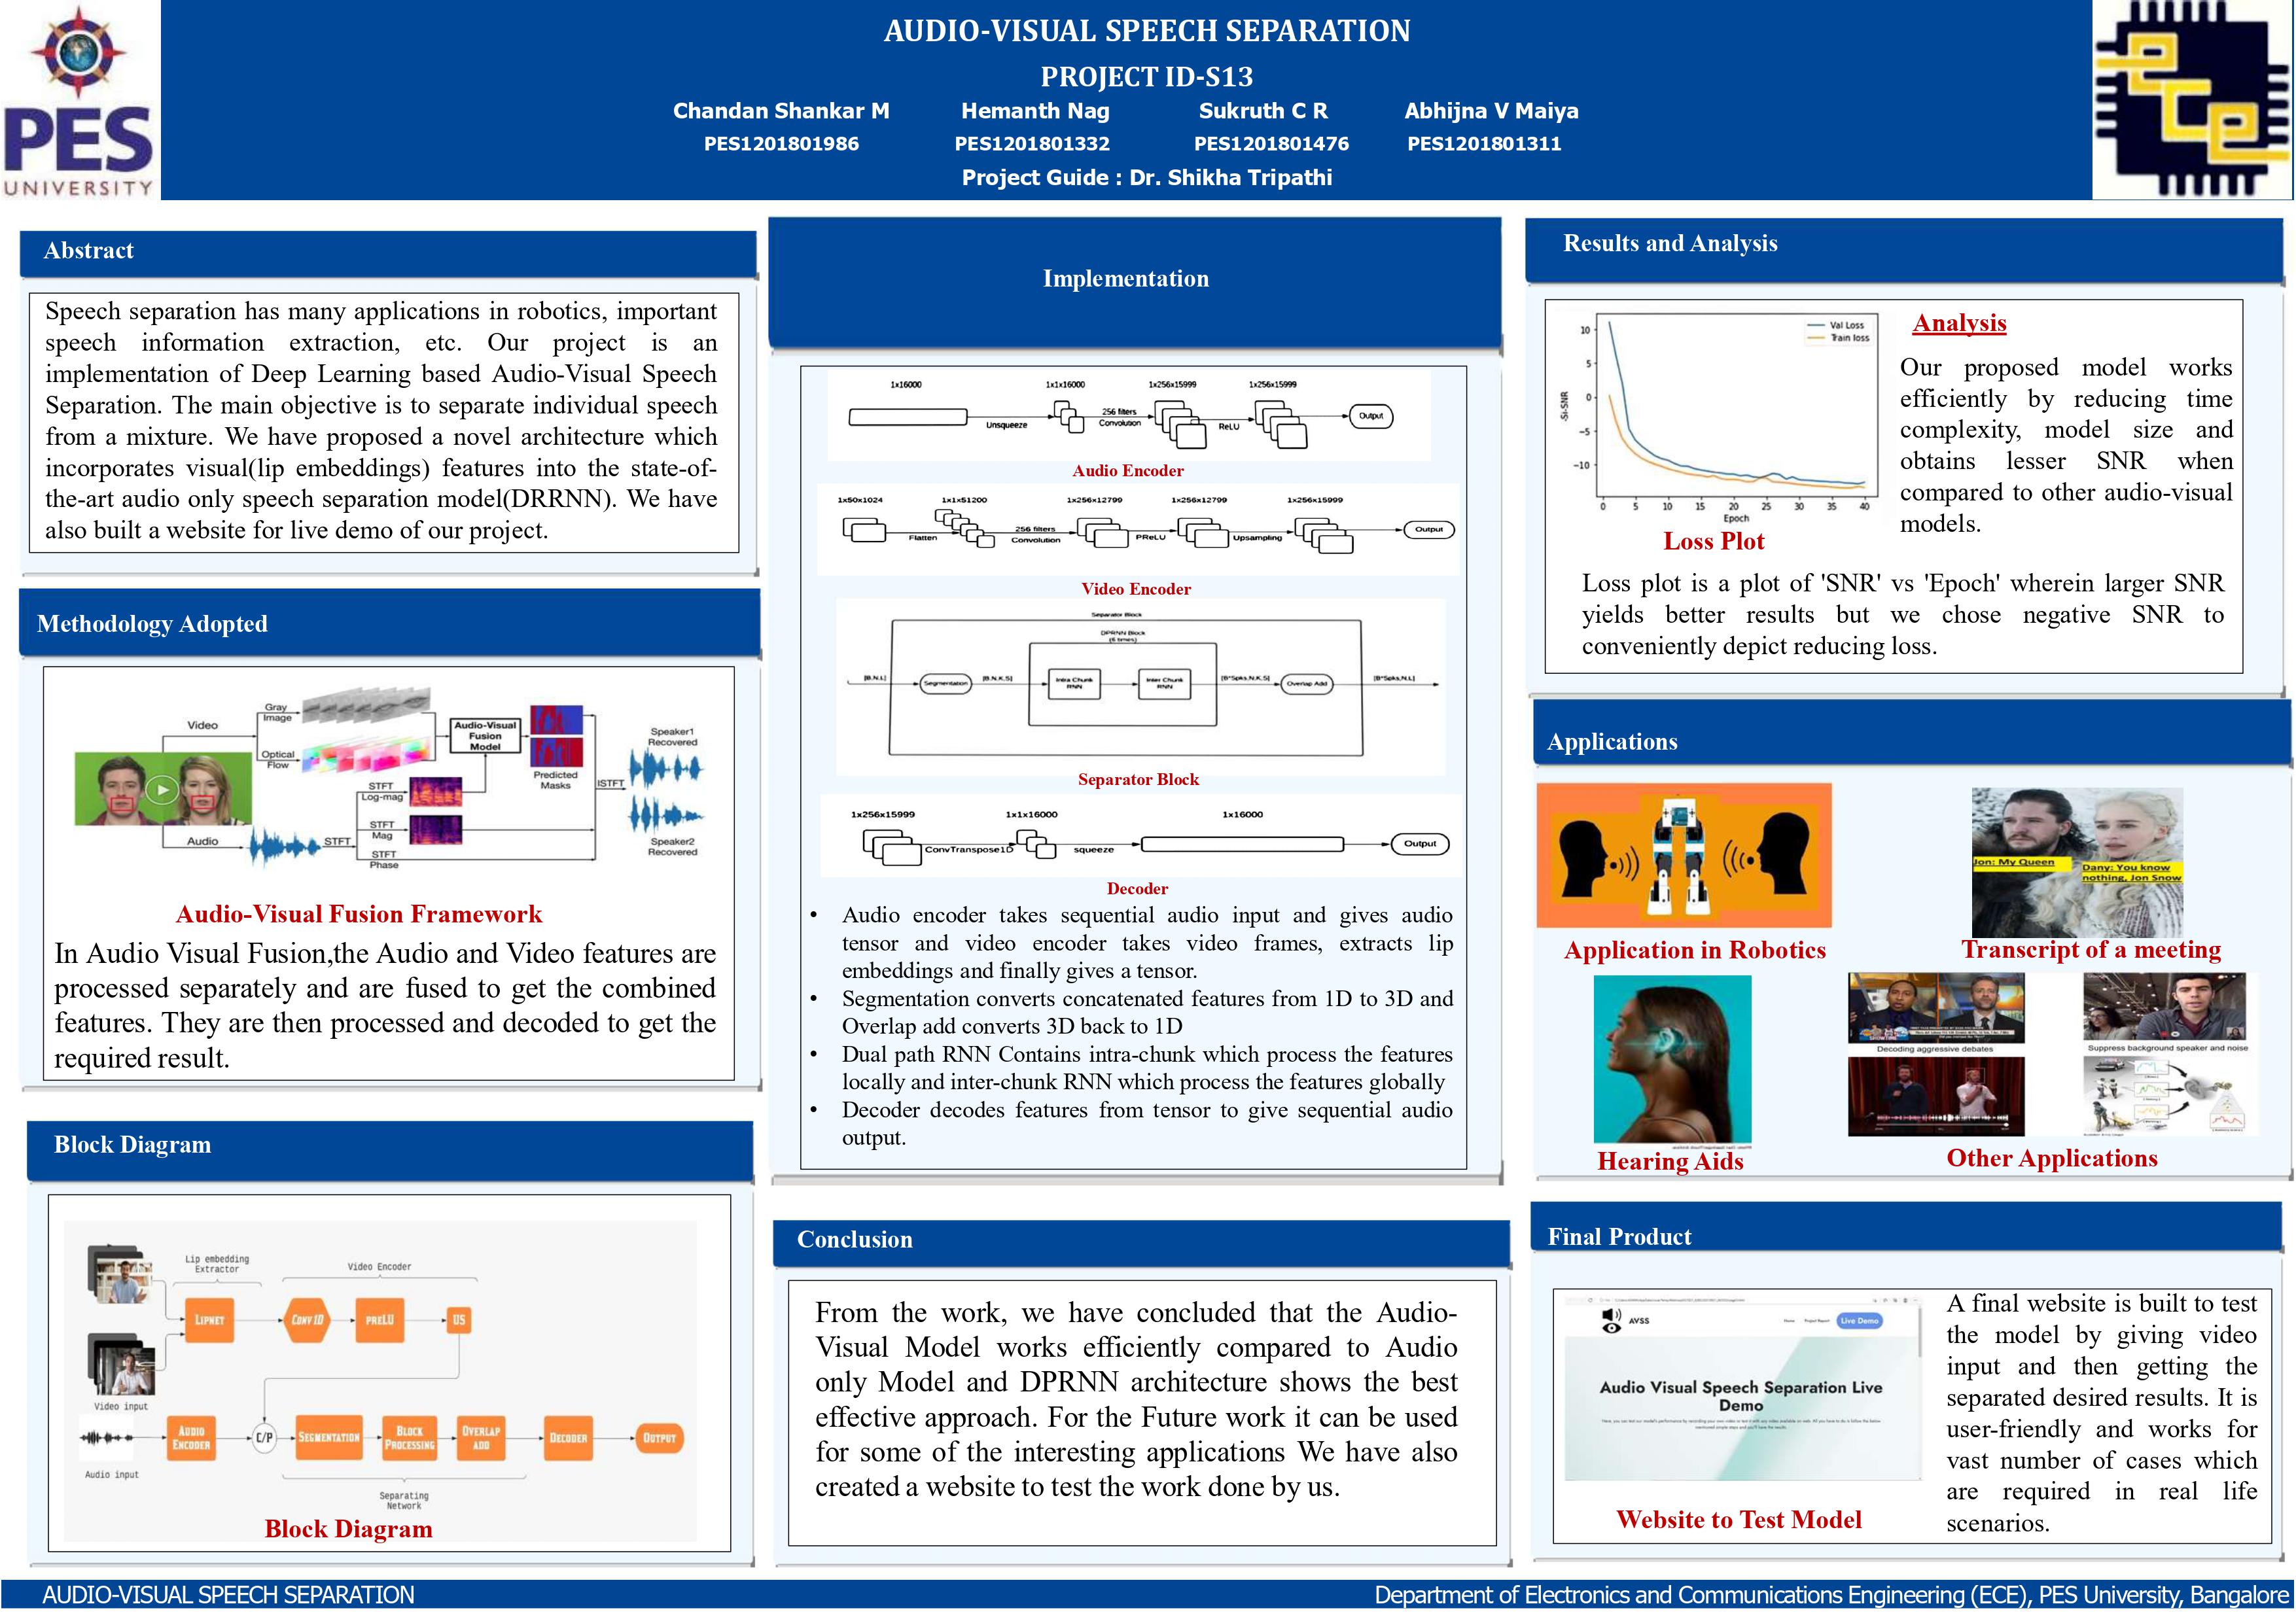 PES
UNIVERSITY
AUDIO-VISUAL SPEECH SEPARATION
PROJECT ID-S13
Chandan Shankar M Hemanth Nag Sukruth C R Abhijna V Maiya
PES1201801986 PES1201801332 PES1201801476 PES1201801311
Project Guide : Dr. Shikha Tripathi
ece
Abstract
Speech separation has many applications in robotics, important
speech information extraction, etc. Our project is an
implementation of Deep Learning based Audio-Visual Speech
Separation. The main objective is to separate individual speech
from a mixture. We have proposed a novel architecture which
incorporates visual(lip embeddings) features into the state-of-
the-art audio only speech separation model(DRRNN). We have
also built a website for live demo of our project.
Methodology Adopted
Video
Gray
Image
Optical
Flow
Audio-Visual
Fusion
Model
Predicted
Masks
Speaker1
Recovered
STFT
Log-mag
ISTFT
Audio
STFT
STFT
Mag
STFT
Phase
Speaker2
Recovered
Audio-Visual Fusion Framework
In Audio Visual Fusion,the Audio and Video features are
processed separately and are fused to get the combined
features. They are then processed and decoded to get the
required result.
Block Diagram
Lip embedding
Extractor
Video Encoder
LIPNET
CONV 1D
PRELU
US
Video input
AUDIO
ENCODER
C/P
SEGMENTATION
BLOCK
PROCESSING
OVERLAP
ADD
DECODER
OUTPUT
Audio input
Separating
Network
Block Diagram
Implementation
1x16000 1x1x16000 1x256x15999 1x256x15999
Unsqueeze
256 filters
Convolution
ReLU
Output
Audio Encoder
1x50x1024 1x1x51200 1x256x12799 1x256x12799 1x256x15999
Flatten
256 filters
Convolution
PReLU
Upsampling
Output
Video Encoder
Separator Block
DPRNN Block
(6 times)
[B,N,L]
Segmentation
[B,N,K,S]
Intra Chunk
RNN
Inter Chunk
RNN
[B*Spks,N,K,S]
Overlap Add
[B*Spks,N,L]
Separator Block
1x256x15999 1x1x16000 1x16000
ConvTranspose1D
squeeze
Output
Decoder
• Audio encoder takes sequential audio input and gives audio
tensor and video encoder takes video frames, extracts lip
embeddings and finally gives a tensor.
• Segmentation converts concatenated features from 1D to 3D and
Overlap add converts 3D back to 1D
• Dual path RNN Contains intra-chunk which process the features
locally and inter-chunk RNN which process the features globally
• Decoder decodes features from tensor to give sequential audio
output.
Conclusion
From the work, we have concluded that the Audio-
Visual Model works efficiently compared to Audio
only Model and DPRNN architecture shows the best
effective approach. For the Future work it can be used
for some of the interesting applications We have also
created a website to test the work done by us.
Results and Analysis
Val Loss
Train loss
10
5
0
−5
−10
-SI-SNR
0 5 10 15 20 25 30 35 40
Epoch
Loss Plot
Analysis
Our proposed model works
efficiently by reducing time
complexity, model size and
obtains lesser SNR when
compared to other audio-visual
models.
Loss plot is a plot of 'SNR' vs 'Epoch' wherein larger SNR
yields better results but we chose negative SNR to
conveniently depict reducing loss.
Applications
Application in Robotics
Jon: My Queen
Dany: You know
nothing, Jon Snow
Transcript of a meeting
Hearing Aids
Decoding aggressive debates
Suppress background speaker and noise
Other Applications
Final Product
AVSS
Home Project Report Live Demo
Audio Visual Speech Separation Live
Demo
Website to Test Model
A final website is built to test
the model by giving video
input and then getting the
separated desired results. It is
user-friendly and works for
vast number of cases which
are required in real life
scenarios.
AUDIO-VISUAL SPEECH SEPARATION
Department of Electronics and Communications Engineering (ECE), PES University, Bangalore